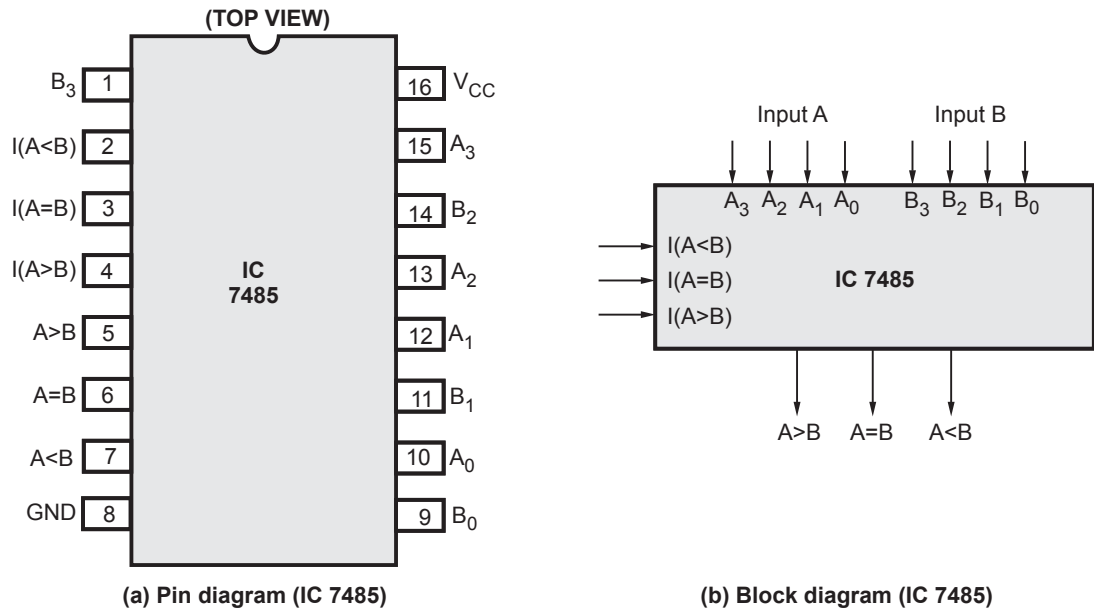 (TOP VIEW)
B3 1
I(A<B) 2
I(A=B) 3
I(A>B) 4
A>B 5
A=B 6
A<B 7
GND 8
IC
7485
16 VCC
15 A3
14 B2
13 A2
12 A1
11 B1
10 A0
9 B0
(a) Pin diagram (IC 7485)
Input A Input B
A3 A2 A1 A0 B3 B2 B1 B0
I(A<B)
I(A=B) IC 7485
I(A>B)
A>B A=B A<B
(b) Block diagram (IC 7485)